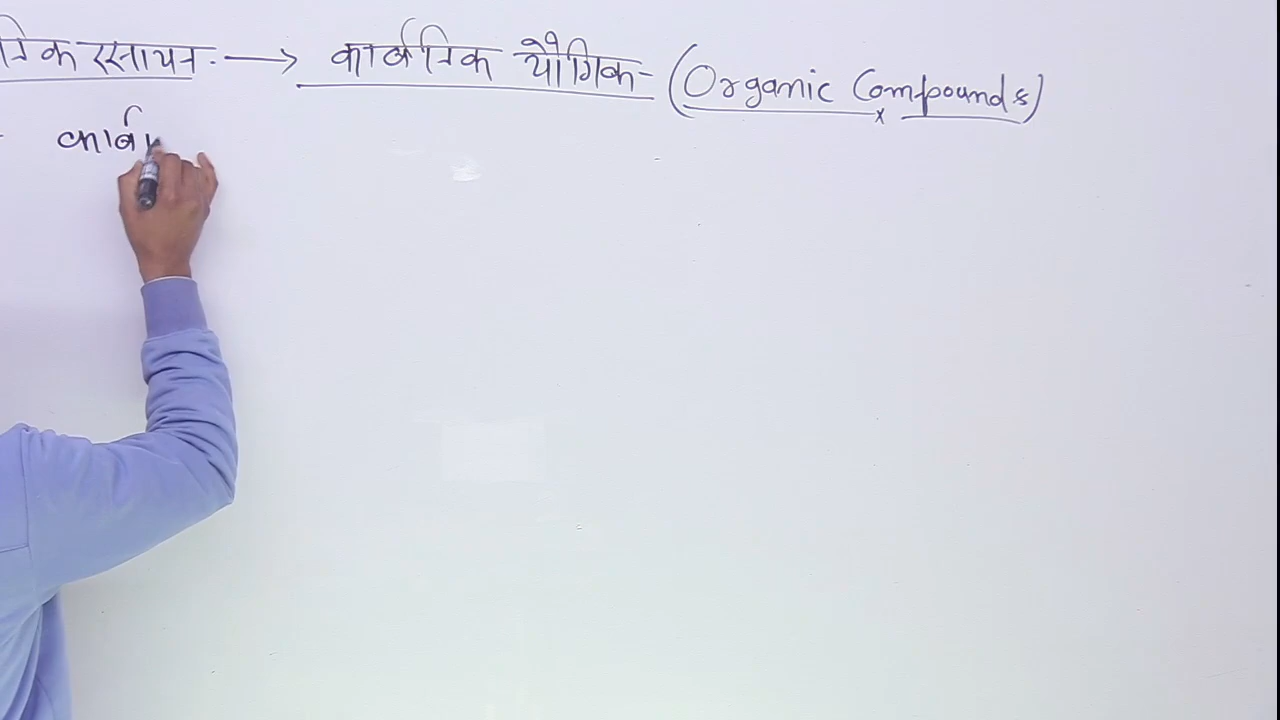 रसायन. → कार्बनिक यौगिक- (Organic Compounds)
कार्ब